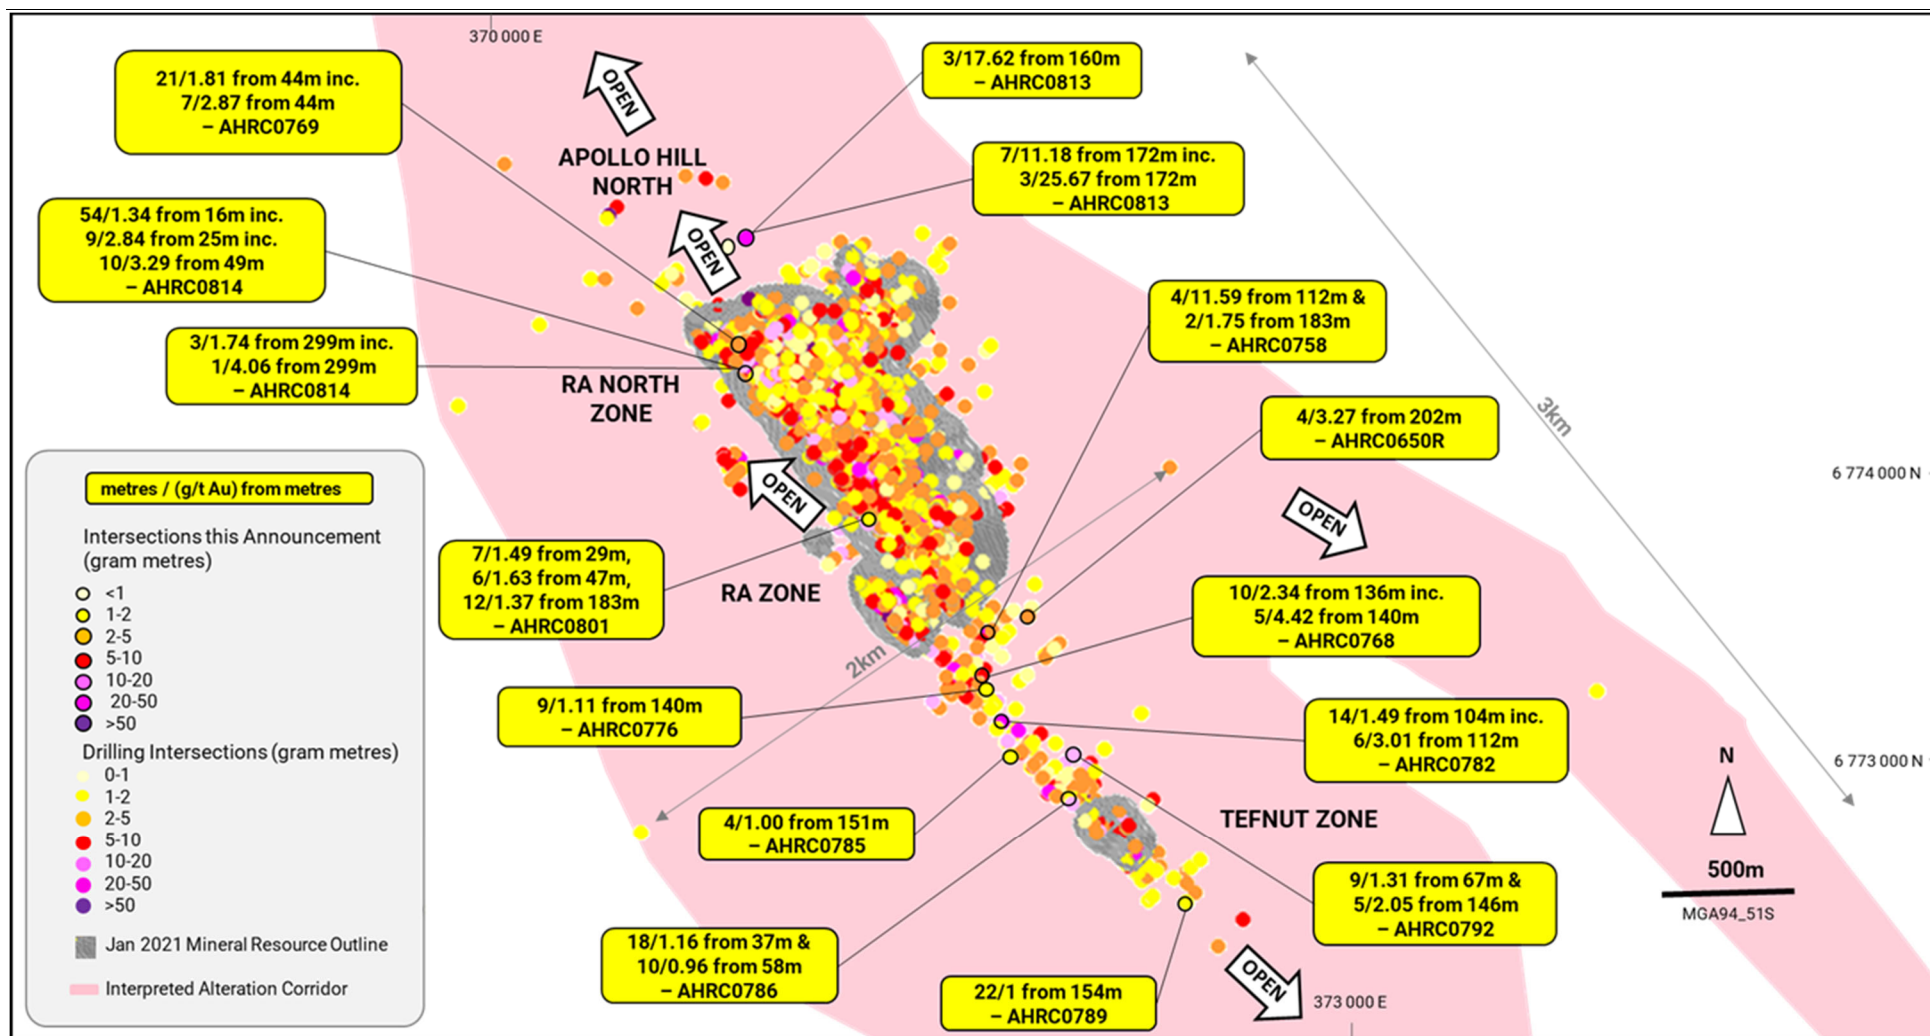 370 000 E
21/1.81 from 44m inc.
7/2.87 from 44m
– AHRC0769
OPEN
3/17.62 from 160m
– AHRC0813
APOLLO HILL
NORTH
7/11.18 from 172m inc.
3/25.67 from 172m
– AHRC0813
54/1.34 from 16m inc.
9/2.84 from 25m inc.
10/3.29 from 49m
– AHRC0814
OPEN
4/11.59 from 112m &
2/1.75 from 183m
– AHRC0758
3/1.74 from 299m inc.
1/4.06 from 299m
– AHRC0814
RA NORTH
ZONE
3km
4/3.27 from 202m
– AHRC0650R
6 774 000 N
OPEN
OPEN
metres / (g/t Au) from metres
Intersections this Announcement
(gram metres)
<1
1-2
2-5
5-10
10-20
20-50
>50
Drilling Intersections (gram metres)
0-1
1-2
2-5
5-10
10-20
20-50
>50
Jan 2021 Mineral Resource Outline
Interpreted Alteration Corridor
7/1.49 from 29m,
6/1.63 from 47m,
12/1.37 from 183m
– AHRC0801
RA ZONE
10/2.34 from 136m inc.
5/4.42 from 140m
– AHRC0768
2km
9/1.11 from 140m
– AHRC0776
14/1.49 from 104m inc.
6/3.01 from 112m
– AHRC0782
N
6 773 000 N
4/1.00 from 151m
– AHRC0785
TEFNUT ZONE
500m
MGA94_51S
9/1.31 from 67m &
5/2.05 from 146m
– AHRC0792
18/1.16 from 37m &
10/0.96 from 58m
– AHRC0786
22/1 from 154m
– AHRC0789
OPEN
373 000 E